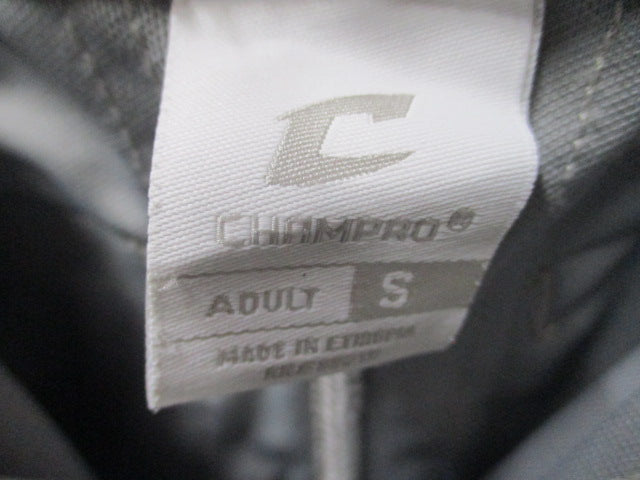 C
CHAMPRO®
ADULT S
MADE IN ETHIOPIA